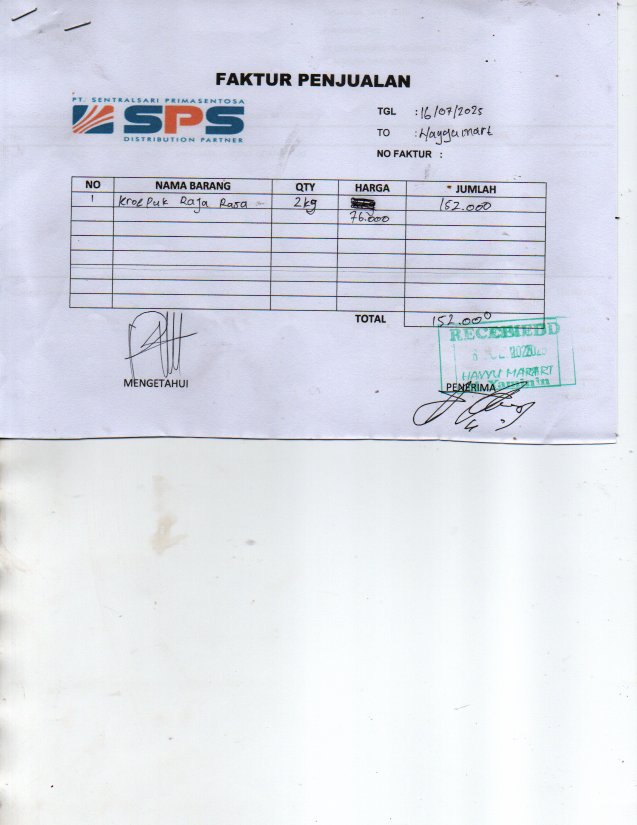 FAKTUR PENJUALAN
PT. SENTRALSARI PRIMASENTOSA
SPS
DISTRIBUTION PARTNER
TGL : 16/07/2025
TO : Hayyumart
NO FAKTUR :
NO NAMA BARANG QTY HARGA JUMLAH
1 Kroepuk Raja Rasa 2kg 76.000 152.000
TOTAL 152.000
RECEIVED
HAYYU MART
MENGETAHUI PENERIMA